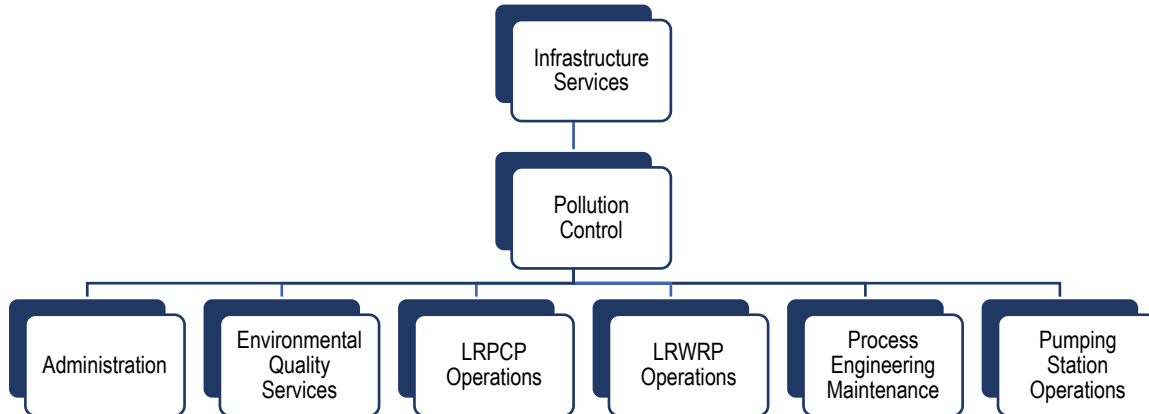 Infrastructure
Services
Pollution
Control
Administration
Environmental
Quality
Services
LRPCP
Operations
LRWRP
Operations
Process
Engineering
Maintenance
Pumping
Station
Operations